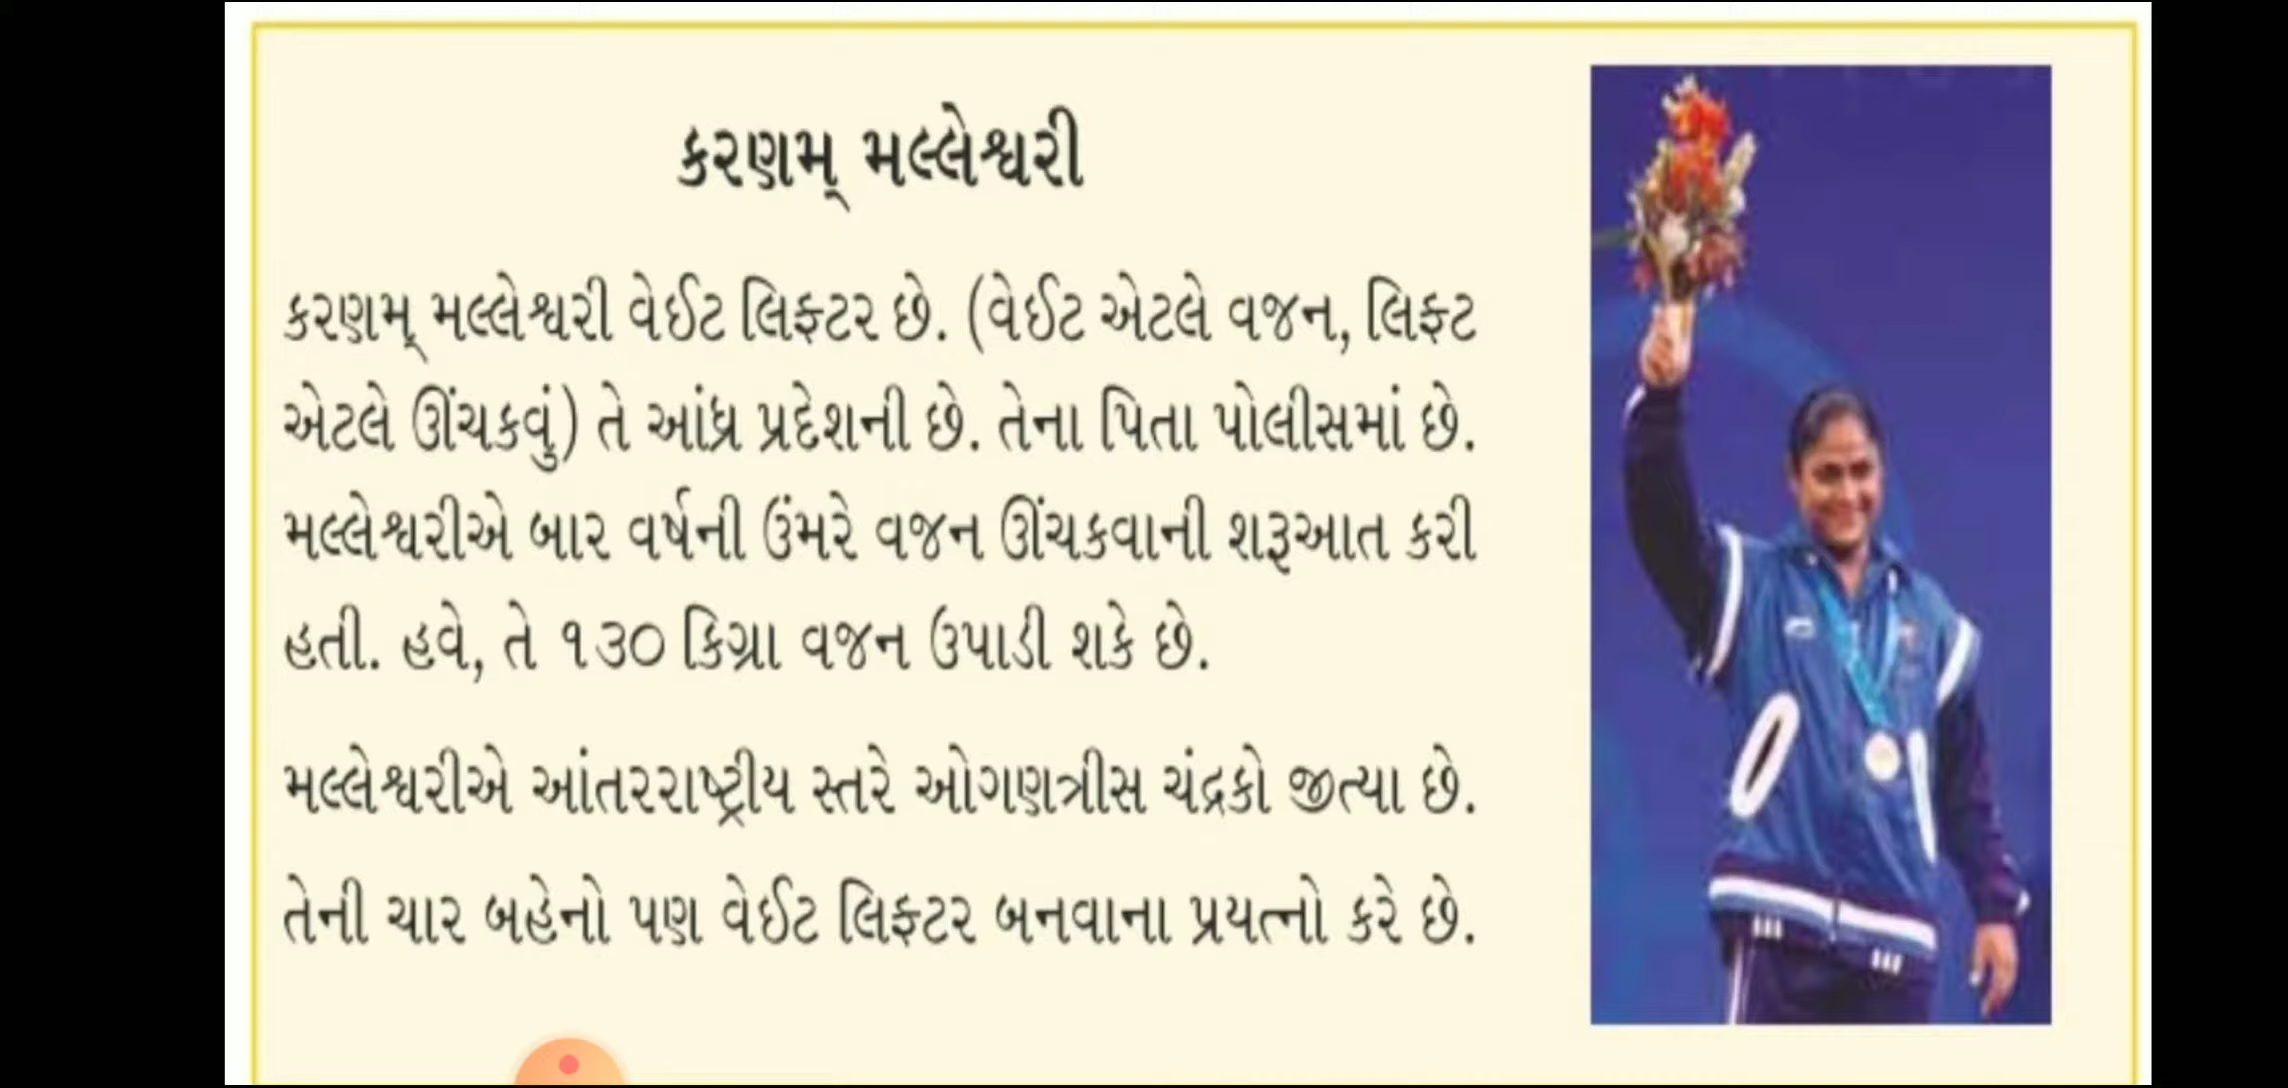 કરણમ્ મલ્લેશ્વરી
કરણમ્ મલ્લેશ્વરી વેઈટ લિફ્ટર છે. (વેઈટ એટલે વજન, લિફ્ટ
એટલે ઊંચકવું) તે આંધ્ર પ્રદેશની છે. તેના પિતા પોલીસમાં છે.
મલ્લેશ્વરીએ બાર વર્ષની ઉંમરે વજન ઊંચકવાની શરૂઆત કરી
હતી. હવે, તે ૧૩૦ કિગ્રા વજન ઉપાડી શકે છે.
મલ્લેશ્વરીએ આંતરરાષ્ટ્રીય સ્તરે ઓગણત્રીસ ચંદ્રકો જીત્યા છે.
તેની ચાર બહેનો પણ વેઈટ લિફ્ટર બનવાના પ્રયત્નો કરે છે.